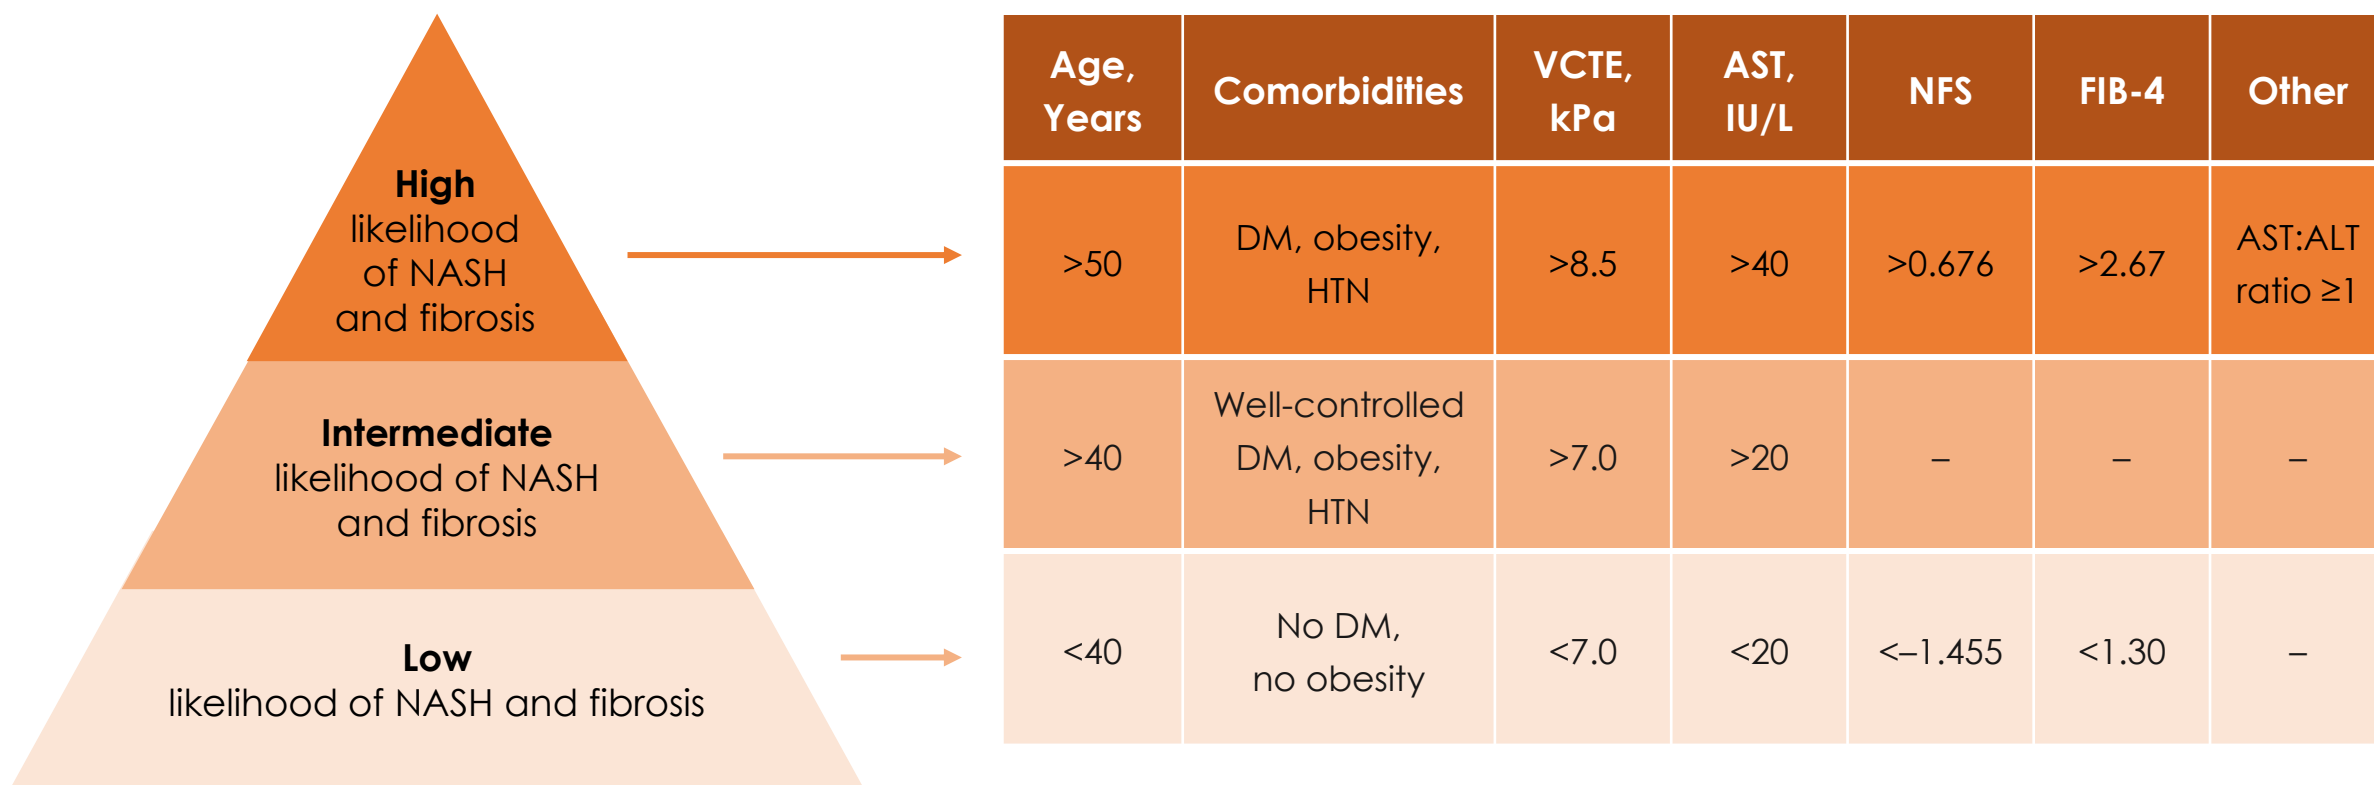 High
likelihood
of NASH
and fibrosis
Intermediate
likelihood of NASH
and fibrosis
Low
likelihood of NASH and fibrosis
Age,
Years
Comorbidities
VCTE,
kPa
AST,
IU/L
NFS
FIB-4
Other
>50
DM, obesity,
HTN
>8.5
>40
>0.676
>2.67
AST:ALT
ratio ≥1
>40
Well-controlled
DM, obesity,
HTN
>7.0
>20
–
–
–
<40
No DM,
no obesity
<7.0
<20
<–1.455
<1.30
–